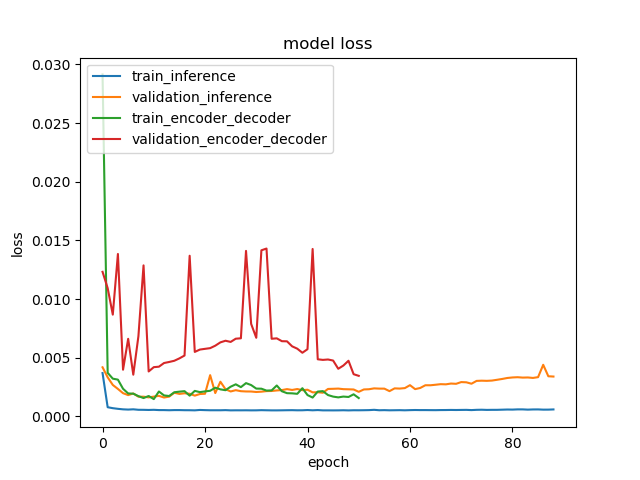 model loss
train_inference
validation_inference
train_encoder_decoder
validation_encoder_decoder
0.030
0.025
0.020
0.015
0.010
0.005
0.000
loss
0 20 40 60 80
epoch